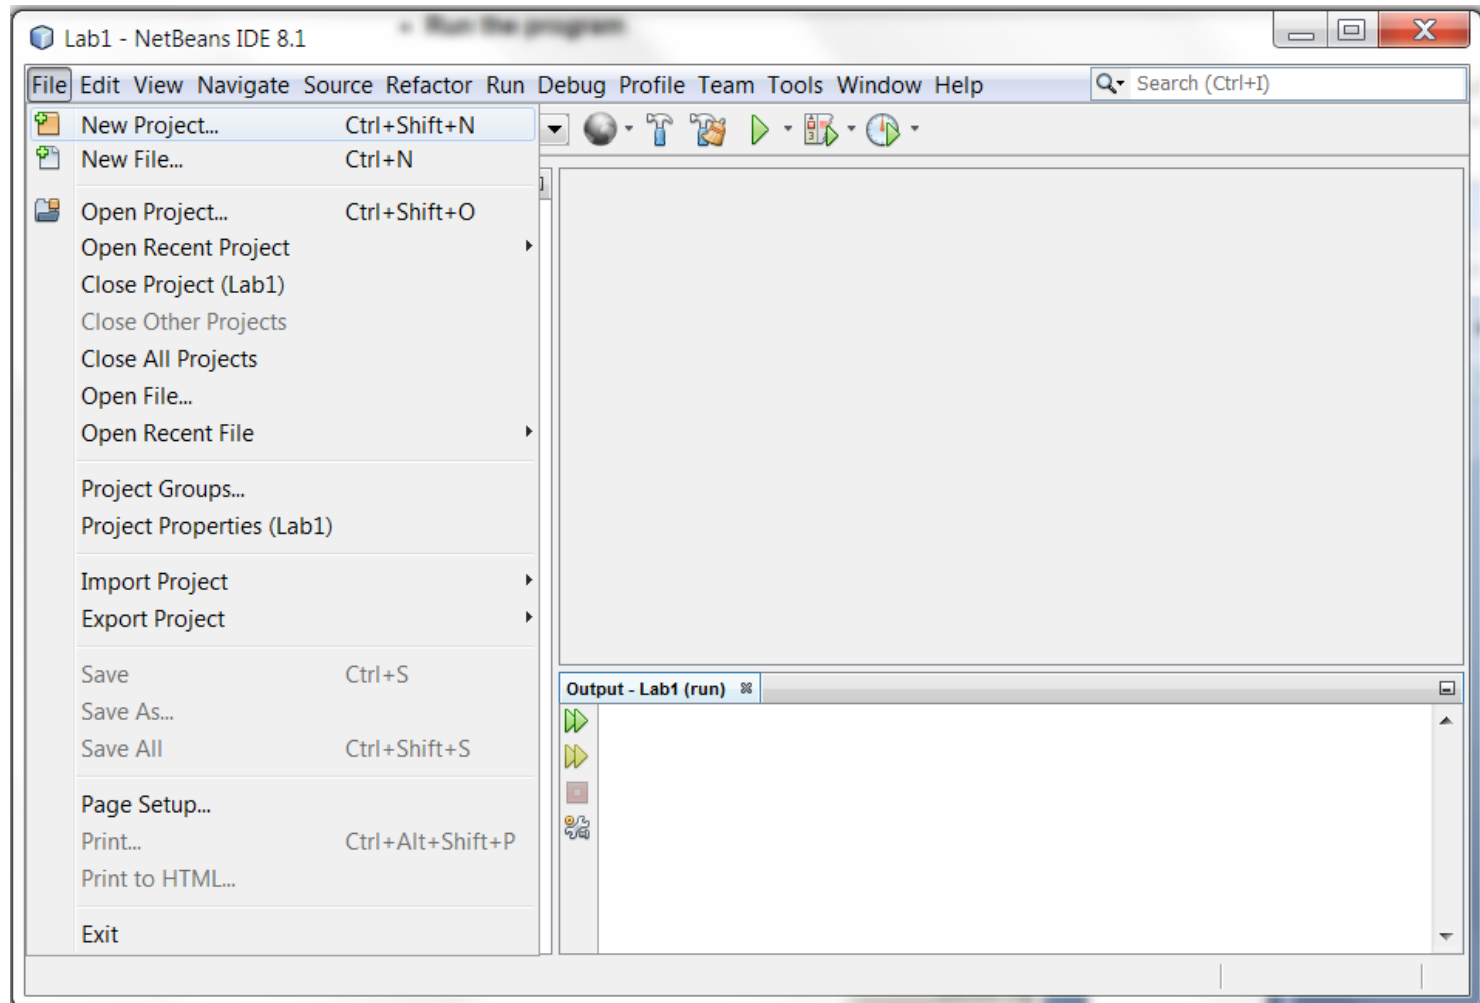 Run the program
Lab1 - NetBeans IDE 8.1
File Edit View Navigate Source Refactor Run Debug Profile Team Tools Window Help
Search (Ctrl+I)
New Project... Ctrl+Shift+N
New File... Ctrl+N
Open Project... Ctrl+Shift+O
Open Recent Project
Close Project (Lab1)
Close Other Projects
Close All Projects
Open File...
Open Recent File
Project Groups...
Project Properties (Lab1)
Import Project
Export Project
Save Ctrl+S
Save As...
Save All Ctrl+Shift+S
Page Setup...
Print... Ctrl+Alt+Shift+P
Print to HTML...
Exit
Output - Lab1 (run)